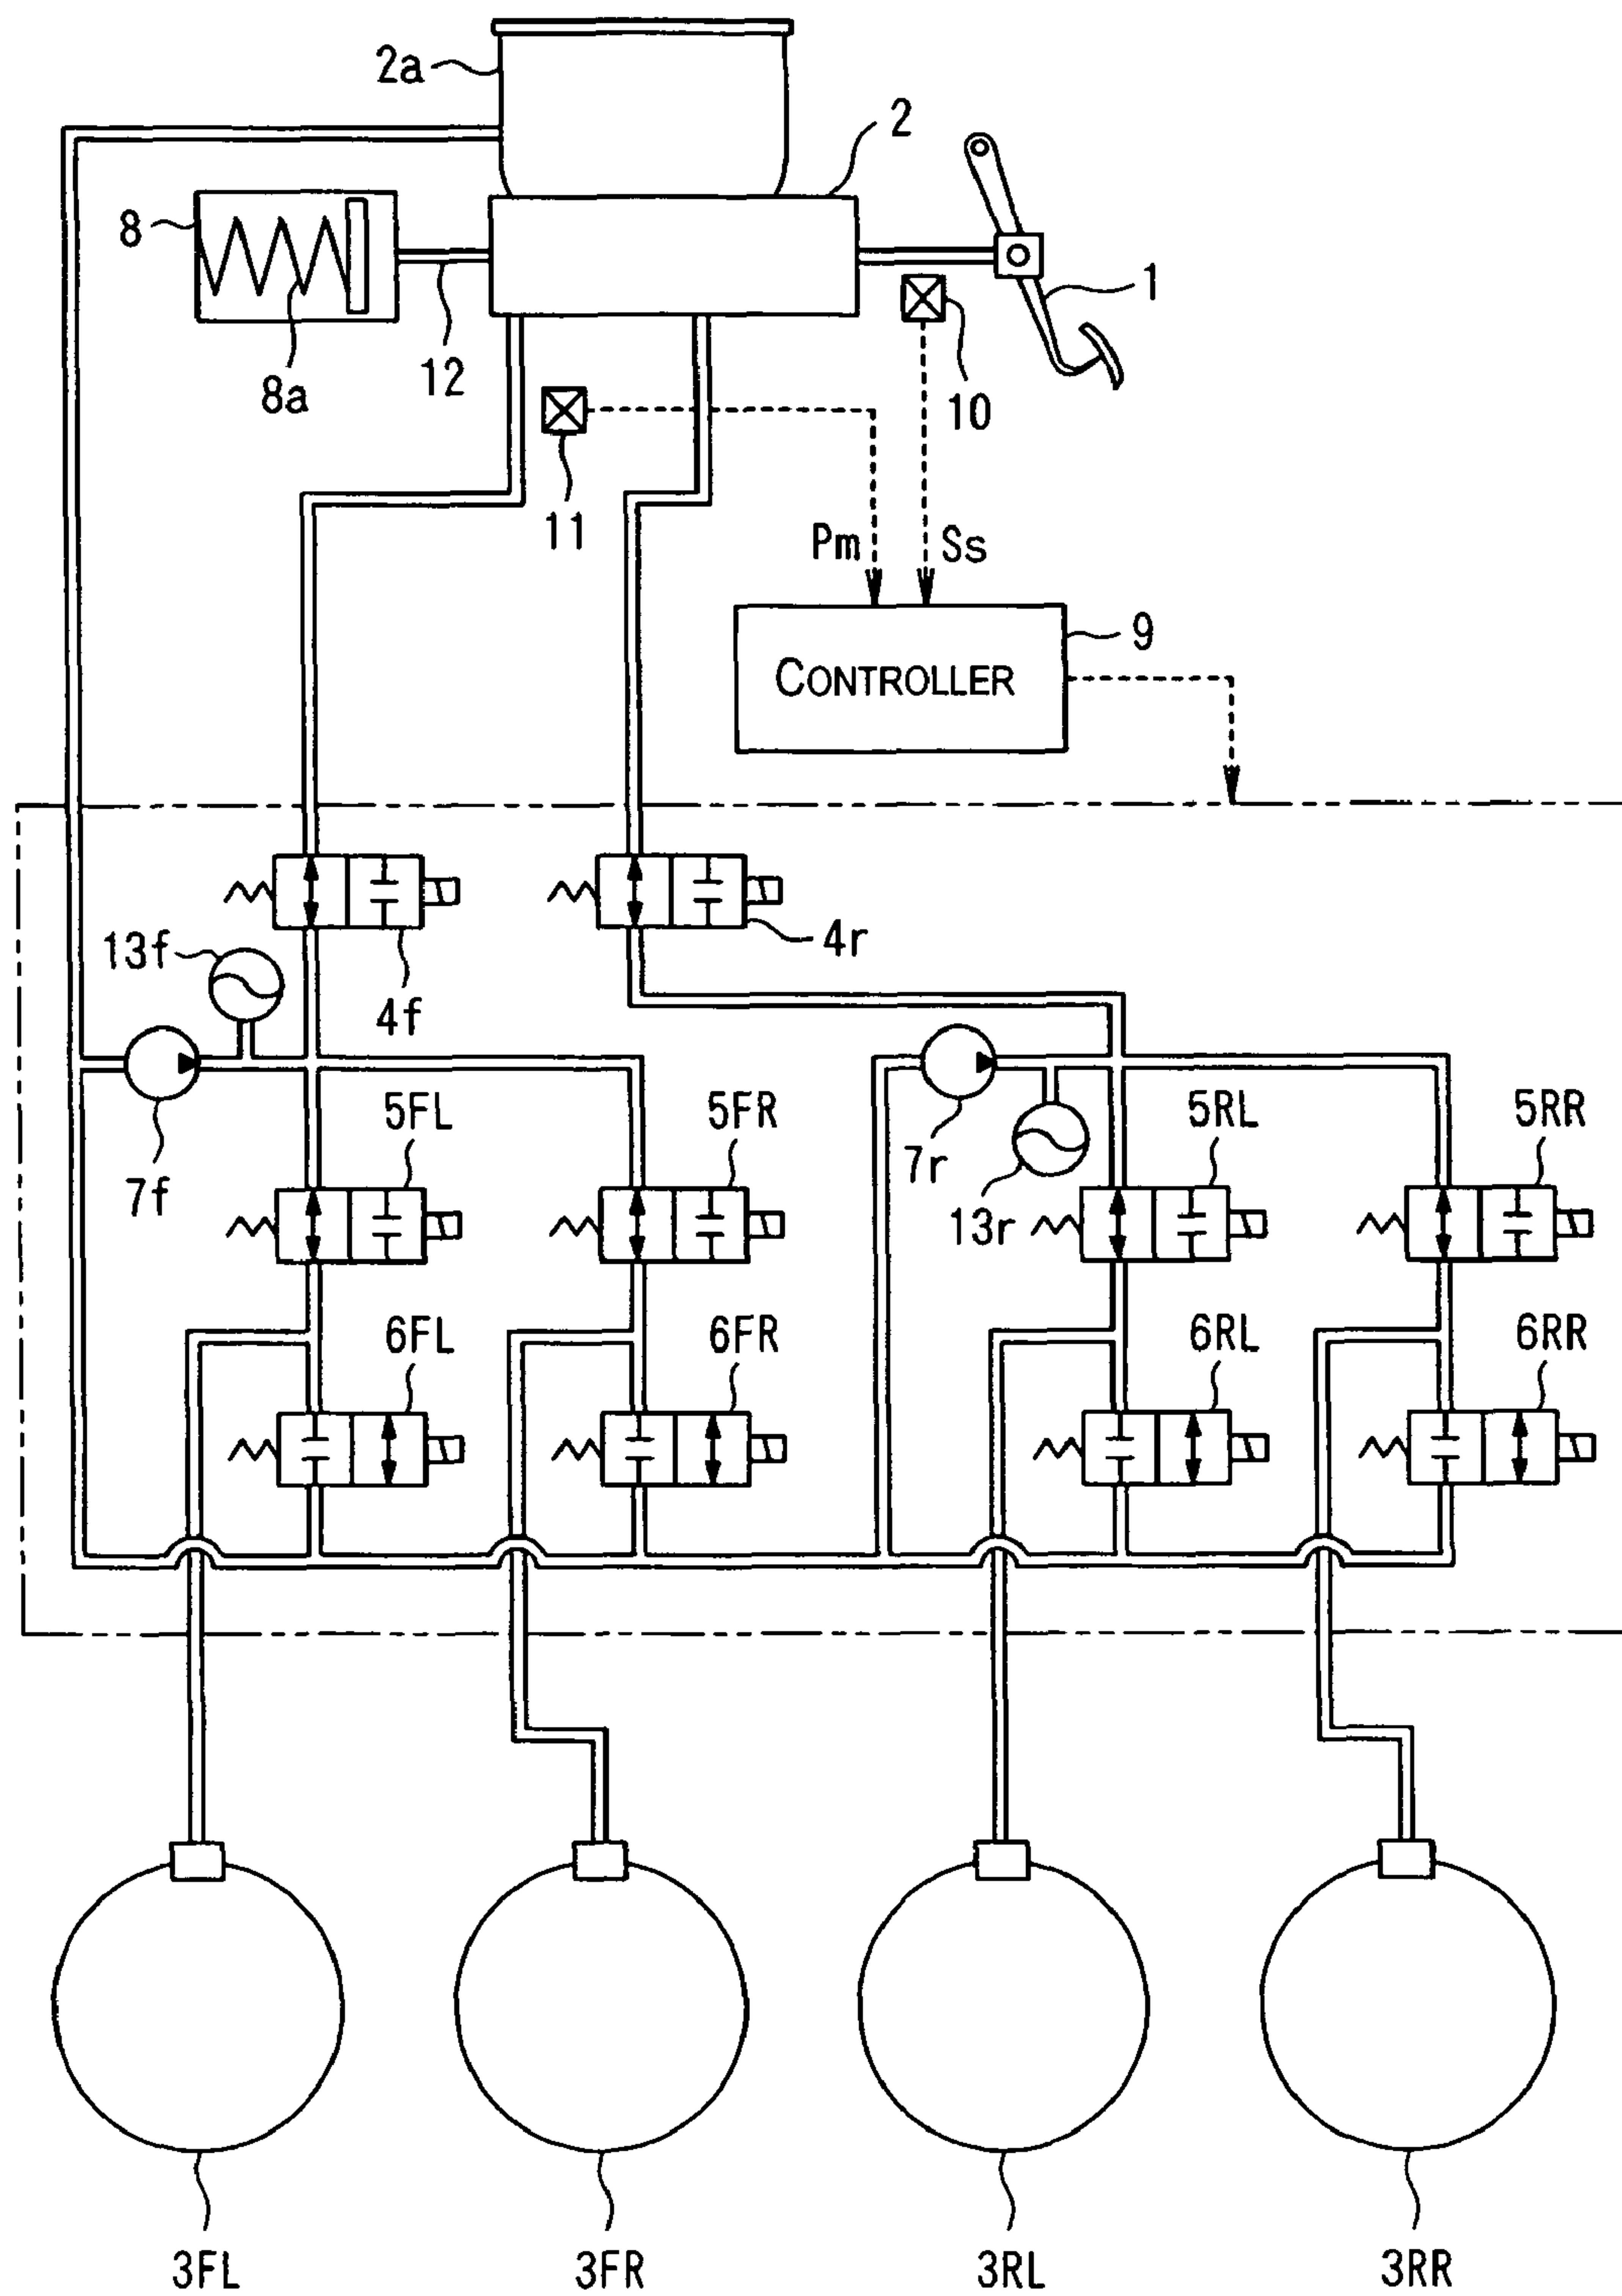 2a
2
8
1
8a
12
10
11
Pm
Ss
9
CONTROLLER
13f
4r
4f
5FL
5FR
5RL
5RR
7f
7r
13r
6FL
6FR
6RL
6RR
3FL
3FR
3RL
3RR